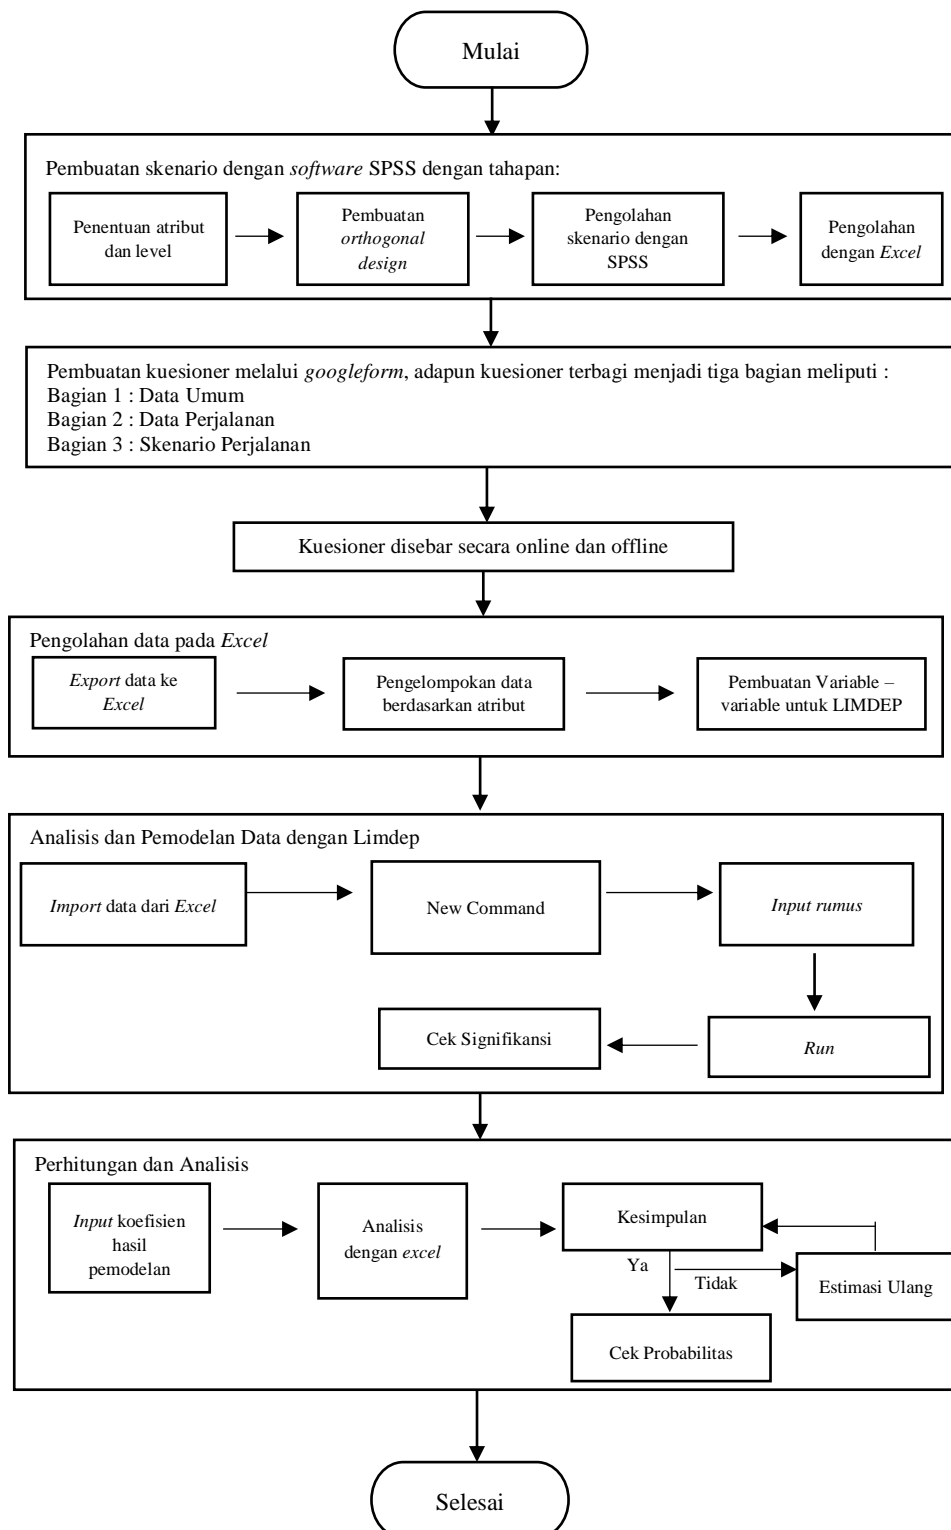 Mulai
Pembuatan skenario dengan software SPSS dengan tahapan:
Penentuan atribut
dan level
Pembuatan
orthogonal
design
Pengolahan
skenario dengan
SPSS
Pengolahan
dengan Excel
Pembuatan kuesioner melalui googleform, adapun kuesioner terbagi menjadi tiga bagian meliputi :
Bagian 1 : Data Umum
Bagian 2 : Data Perjalanan
Bagian 3 : Skenario Perjalanan
Kuesioner disebar secara online dan offline
Pengolahan data pada Excel
Export data ke
Excel
Pengelompokan data
berdasarkan atribut
Pembuatan Variable –
variable untuk LIMDEP
Analisis dan Pemodelan Data dengan Limdep
Import data dari Excel
New Command
Input rumus
Run
Cek Signifikansi
Perhitungan dan Analisis
Input koefisien
hasil
pemodelan
Analisis
dengan excel
Kesimpulan
Ya
Tidak
Estimasi Ulang
Cek Probabilitas
Selesai